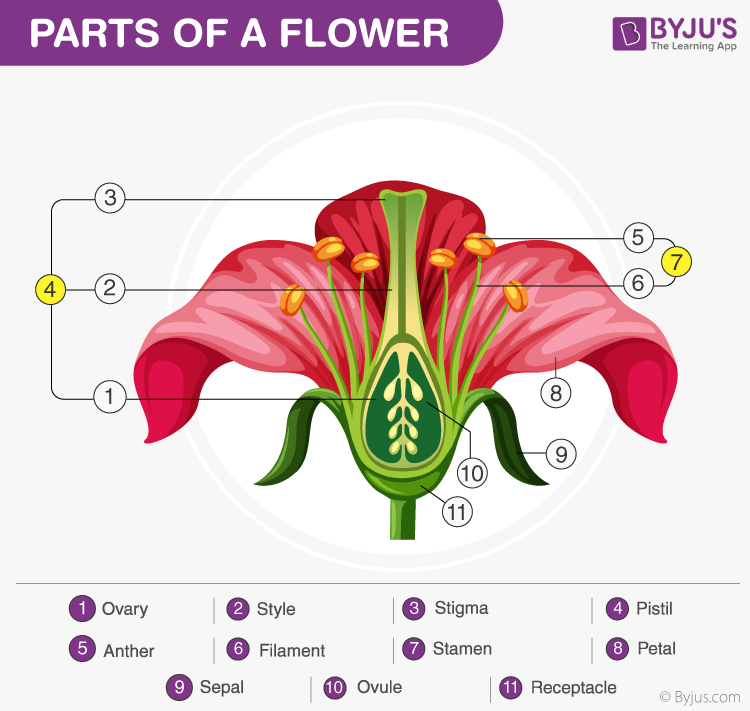 PARTS OF A FLOWER
BYJU'S
The Learning App
3
5
7
4
2
6
1
8
9
10
11
1 Ovary 2 Style 3 Stigma 4 Pistil
5 Anther 6 Filament 7 Stamen 8 Petal
9 Sepal 10 Ovule 11 Receptacle
© Byjus.com